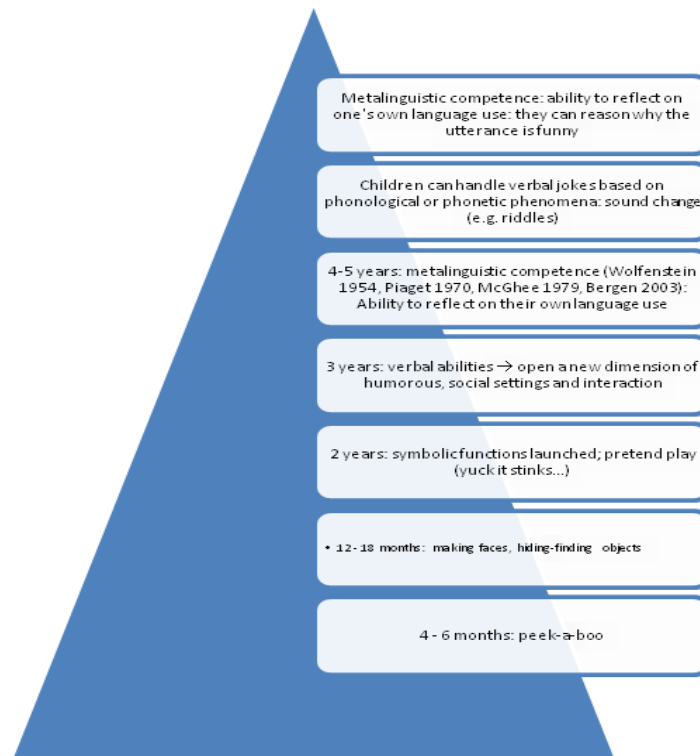 Metalinguistic competence: ability to reflect on
one's own language use: they can reason why the
utterance is funny
Children can handle verbal jokes based on
phonological or phonetic phenomena: sound change
(e.g. riddles)
4-5 years: metalinguistic competence (Wolfenstein
1954, Piaget 1970, McGhee 1979, Bergen 2003):
Ability to reflect on their own language use
3 years: verbal abilities → open a new dimension of
humorous, social settings and interaction
2 years: symbolic functions launched; pretend play
(yuck it stinks...)
• 12-18 months: making faces, hiding-finding objects
4 - 6 months: peek-a-boo